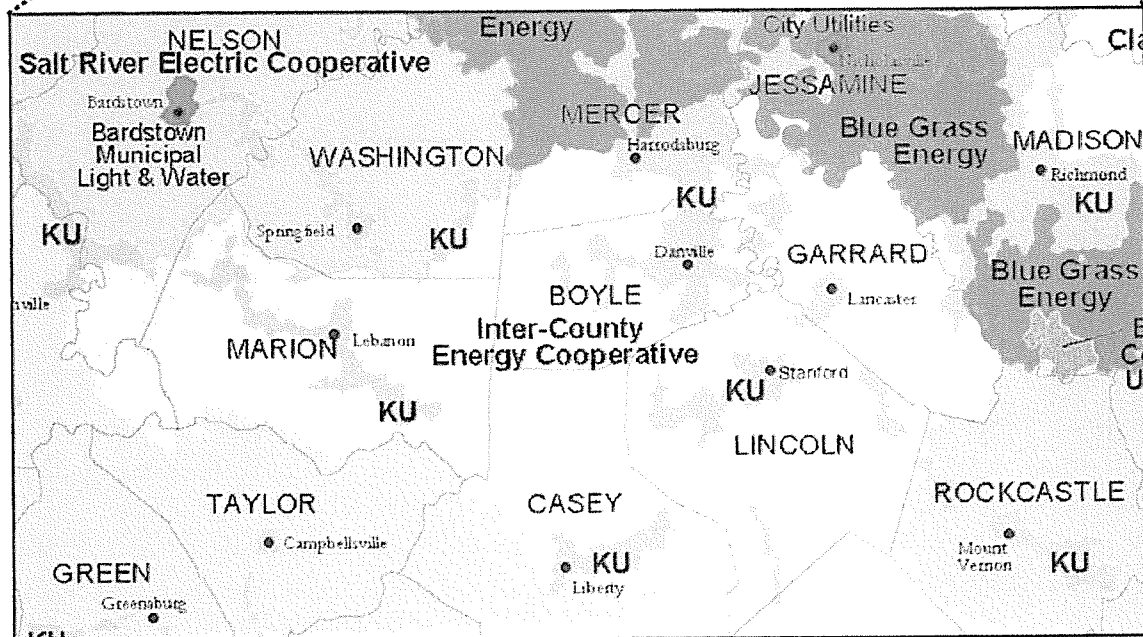 NELSON
Salt River Electric Cooperative
Energy
City Utilities
JESSAMINE
Bardstown
Bardstown
Municipal
Light & Water
WASHINGTON
MERCER
Harrodsburg
Blue Grass
Energy
MADISON
Richmond
KU
KU
Springfield
KU
KU
Danville
GARRARD
Lancaster
Blue Grass
Energy
BOYLE
Inter-County
Energy Cooperative
MARION
Lebanon
KU
Stanford
KU
LINCOLN
TAYLOR
Campbellsville
CASEY
KU
Liberty
ROCKCASTLE
Mount
Vernon
KU
GREEN
Greensburg